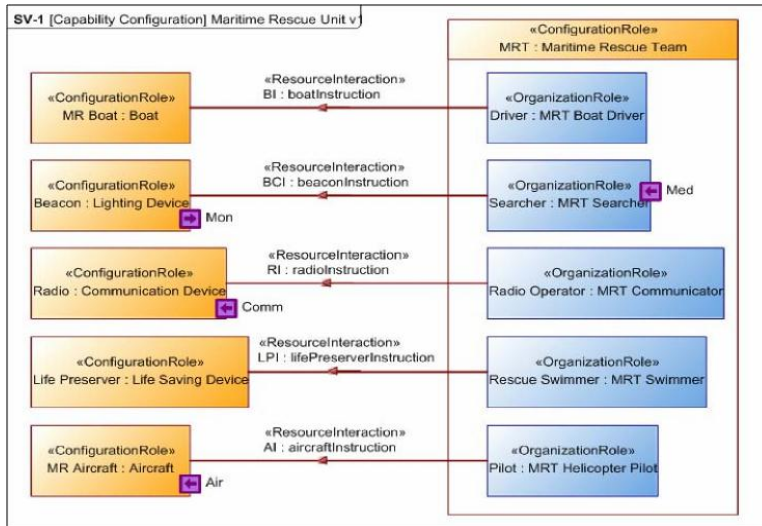 SV-1 [Capability Configuration] Maritime Rescue Unit v1
«ConfigurationRole»
MRT : Maritime Rescue Team
«ConfigurationRole»
MR Boat : Boat
«ResourceInteraction»
BI : boatInstruction
«OrganizationRole»
Driver : MRT Boat Driver
«ConfigurationRole»
Beacon : Lighting Device
Mon
«ResourceInteraction»
BCI : beaconInstruction
«OrganizationRole»
Searcher : MRT Searcher
Med
«ConfigurationRole»
Radio : Communication Device
Comm
«ResourceInteraction»
RI : radioInstruction
«OrganizationRole»
Radio Operator : MRT Communicator
«ConfigurationRole»
Life Preserver : Life Saving Device
«ResourceInteraction»
LPI : lifePreserverInstruction
«OrganizationRole»
Rescue Swimmer : MRT Swimmer
«ConfigurationRole»
MR Aircraft : Aircraft
Air
«ResourceInteraction»
AI : aircraftInstruction
«OrganizationRole»
Pilot : MRT Helicopter Pilot